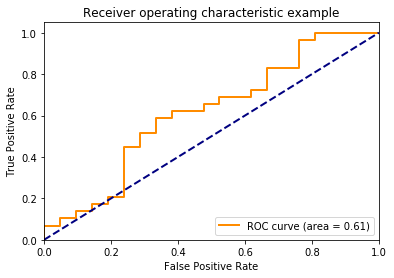 Receiver operating characteristic example
True Positive Rate
1.0
0.8
0.6
0.4
0.2
0.0
ROC curve (area = 0.61)
0.0 0.2 0.4 0.6 0.8 1.0
False Positive Rate